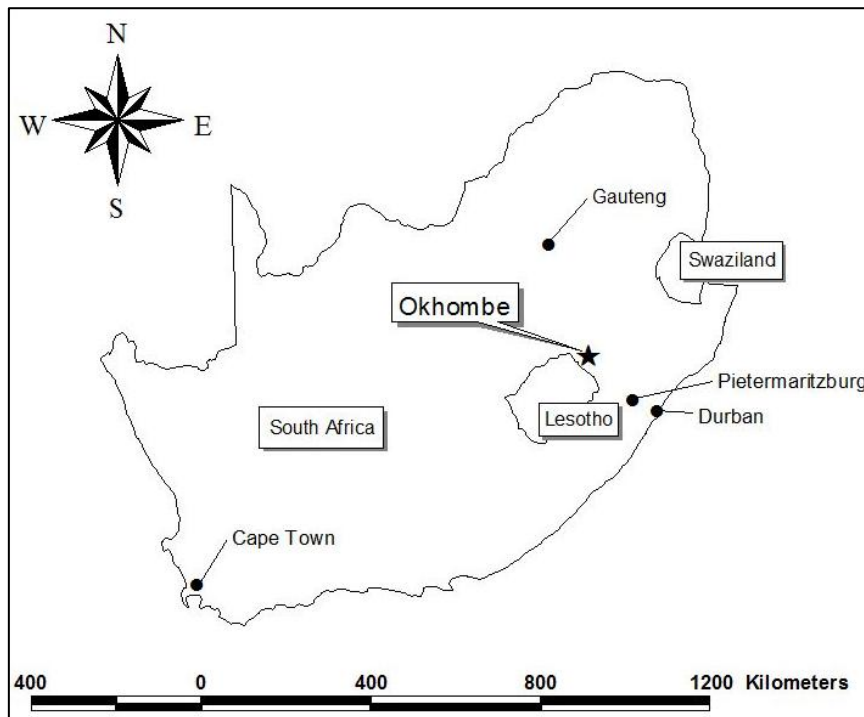 N
W E
S
Gauteng
Swaziland
Okhombe
Pietermaritzburg
Lesotho
Durban
South Africa
Cape Town
400 0 400 800 1200 Kilometers